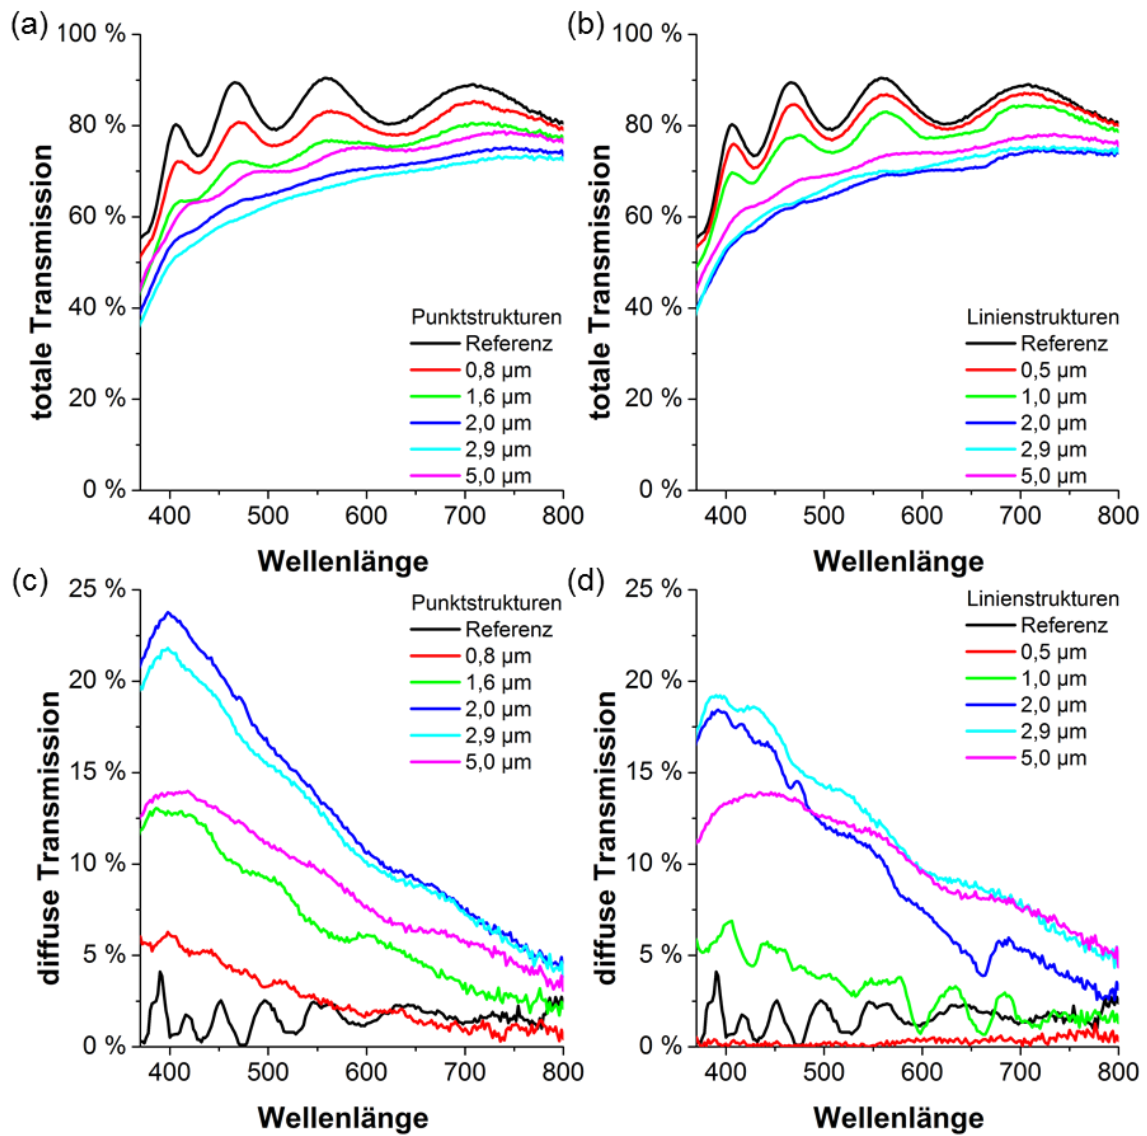 (a)
100 %
80 %
60 %
40 %
20 %
0 %
totale Transmission
Punktstrukturen
Referenz
0,8 µm
1,6 µm
2,0 µm
2,9 µm
5,0 µm
400 500 600 700 800
Wellenlänge
(b)
100 %
80 %
60 %
40 %
20 %
0 %
totale Transmission
Linienstrukturen
Referenz
0,5 µm
1,0 µm
2,0 µm
2,9 µm
5,0 µm
400 500 600 700 800
Wellenlänge
(c)
25 %
20 %
15 %
10 %
5 %
0 %
diffuse Transmission
Punktstrukturen
Referenz
0,8 µm
1,6 µm
2,0 µm
2,9 µm
5,0 µm
400 500 600 700 800
Wellenlänge
(d)
25 %
20 %
15 %
10 %
5 %
0 %
diffuse Transmission
Linienstrukturen
Referenz
0,5 µm
1,0 µm
2,0 µm
2,9 µm
5,0 µm
400 500 600 700 800
Wellenlänge